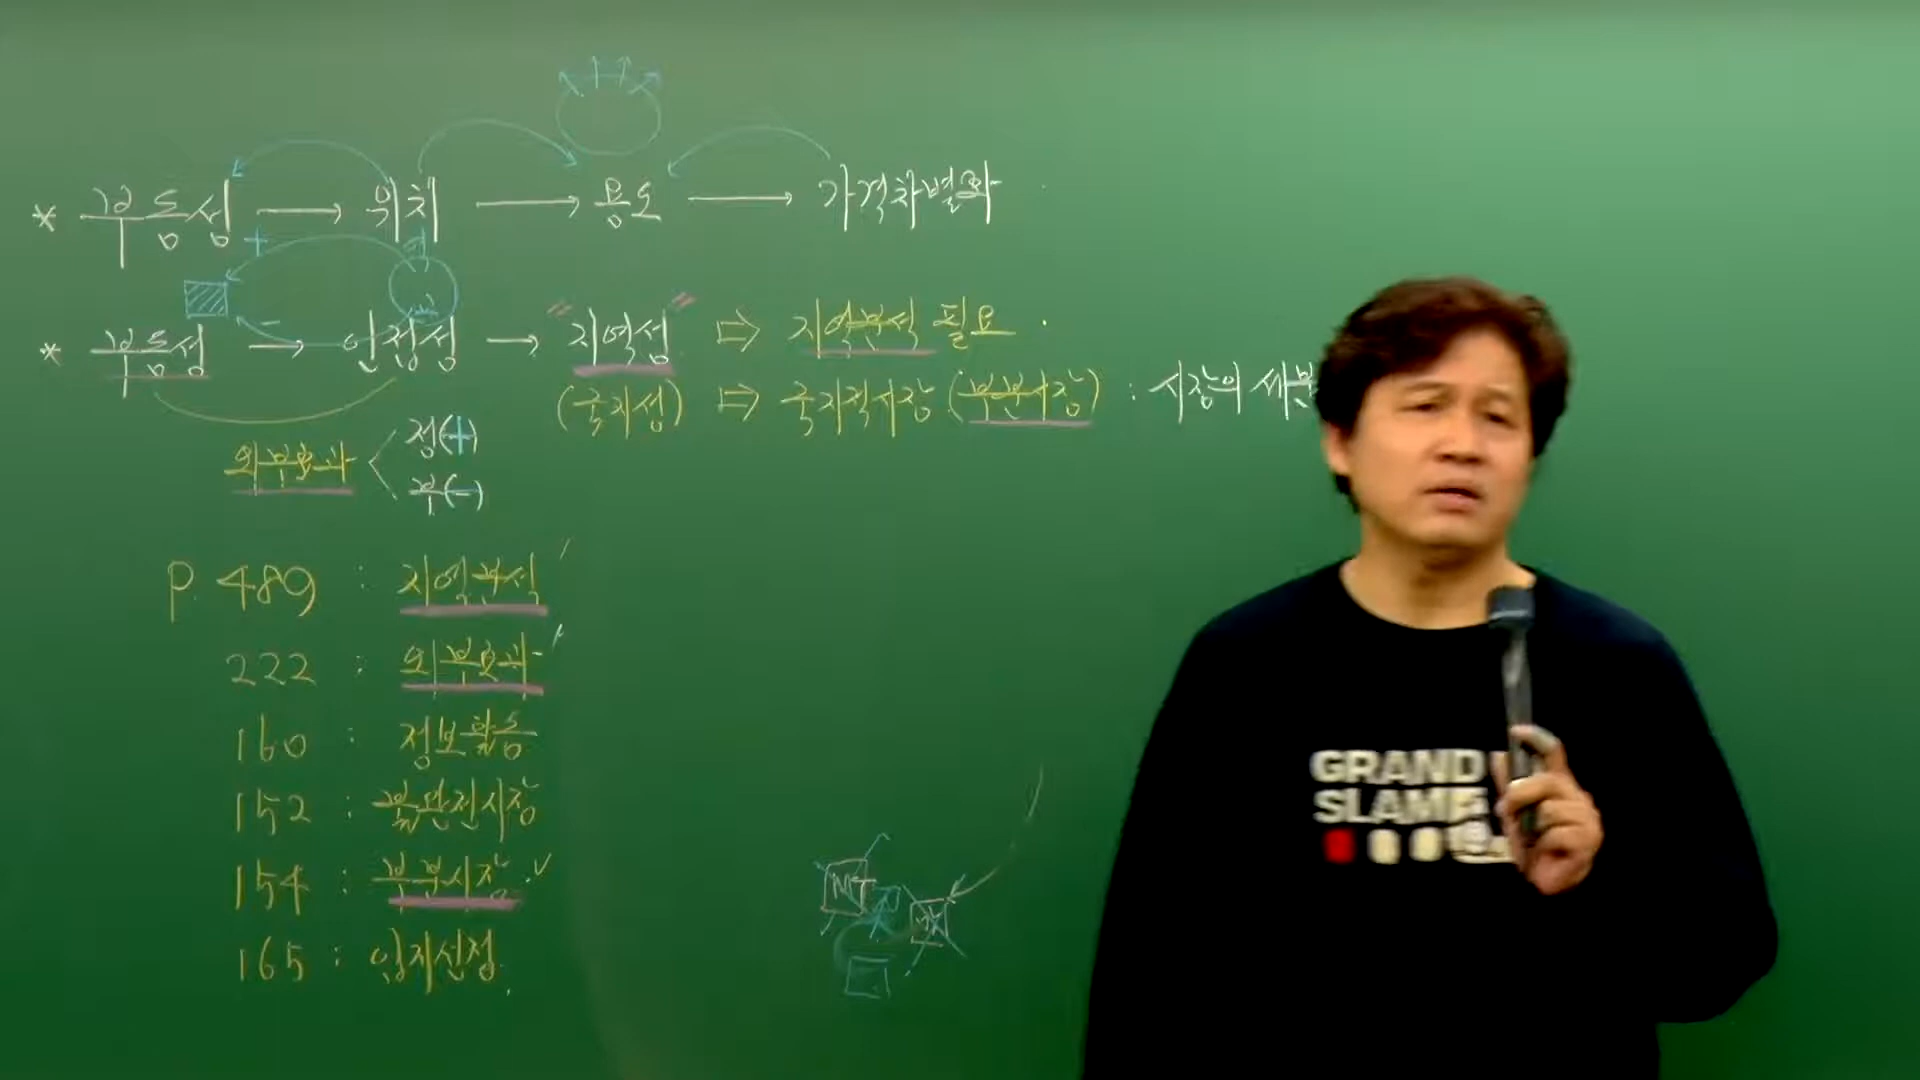 * 부동성 → 위치 → 용도 → 가격차별화
* 부동성 → 인접성 → "지역성" ⇨ 지역분석 필요.
(국지성) ⇨ 국지적시장 (부분시장) : 시장의 세분
외부효과 < 정(+)
부(-)
P. 489 : 지역분석
222 : 외부효과
160 : 정보활동
152 : 불완전시장
154 : 부분시장
165 : 입지선정.
GRAND
SLAM